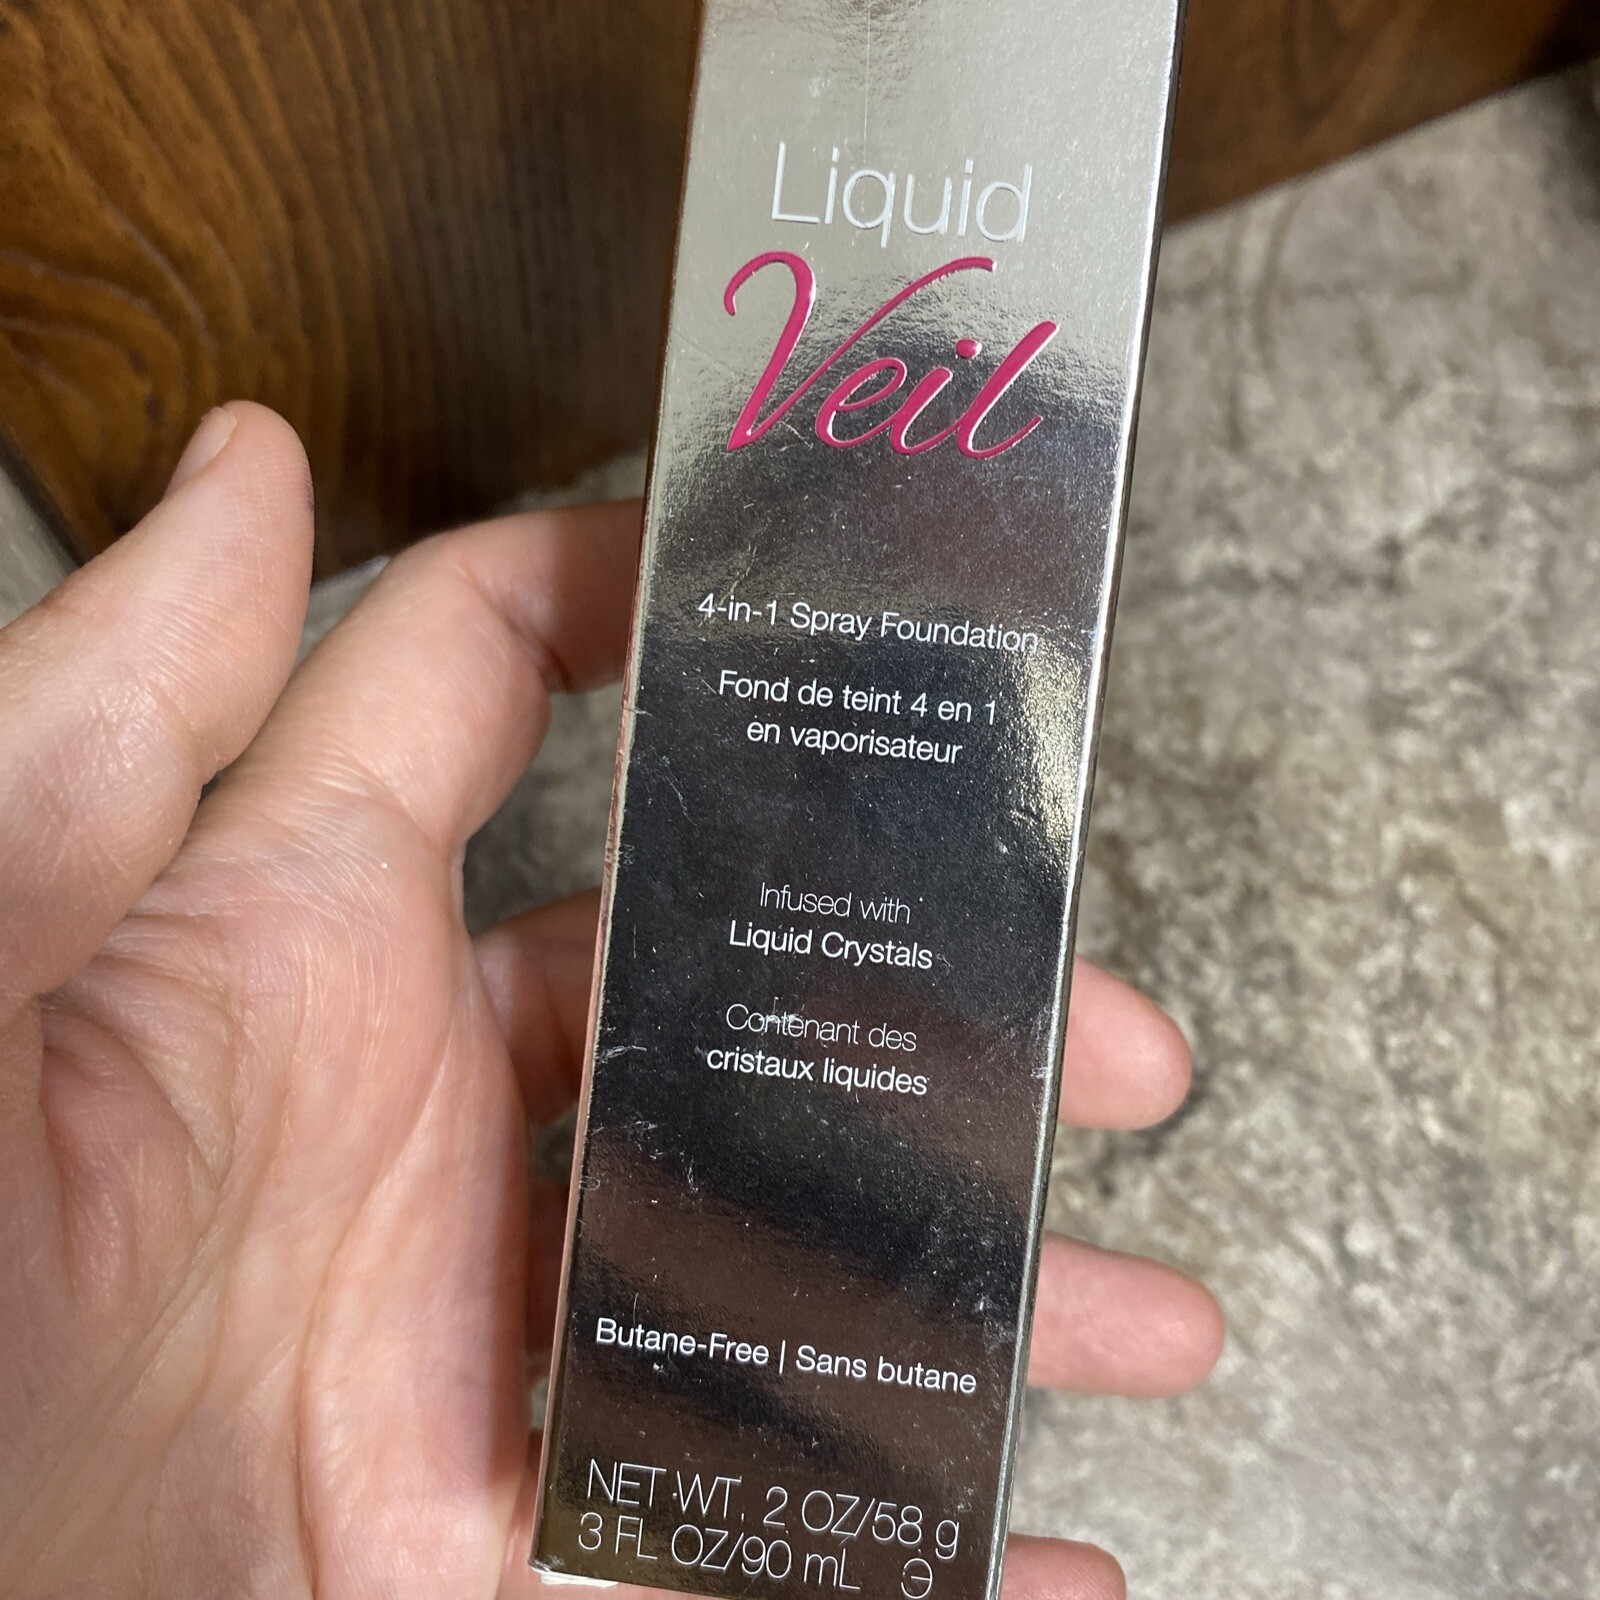 Liquid
Veil
4-in-1 Spray Foundation
Fond de teint 4 en 1
en vaporisateur
Infused with
Liquid Crystals
Contenant des
cristaux liquides
Butane-Free | Sans butane
NET WT. 2 OZ/58 g
3 FL OZ/90 mL